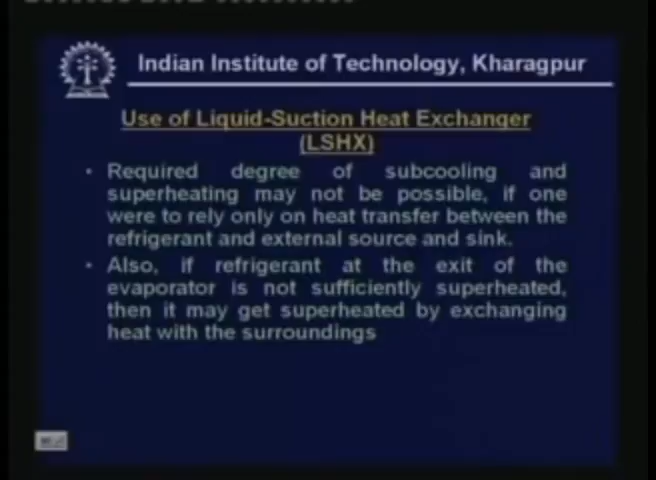 Indian Institute of Technology, Kharagpur
Use of Liquid-Suction Heat Exchanger
(LSHX)
• Required degree of subcooling and
superheating may not be possible, if one
were to rely only on heat transfer between the
refrigerant and external source and sink.
• Also, if refrigerant at the exit of the
evaporator is not sufficiently superheated,
then it may get superheated by exchanging
heat with the surroundings